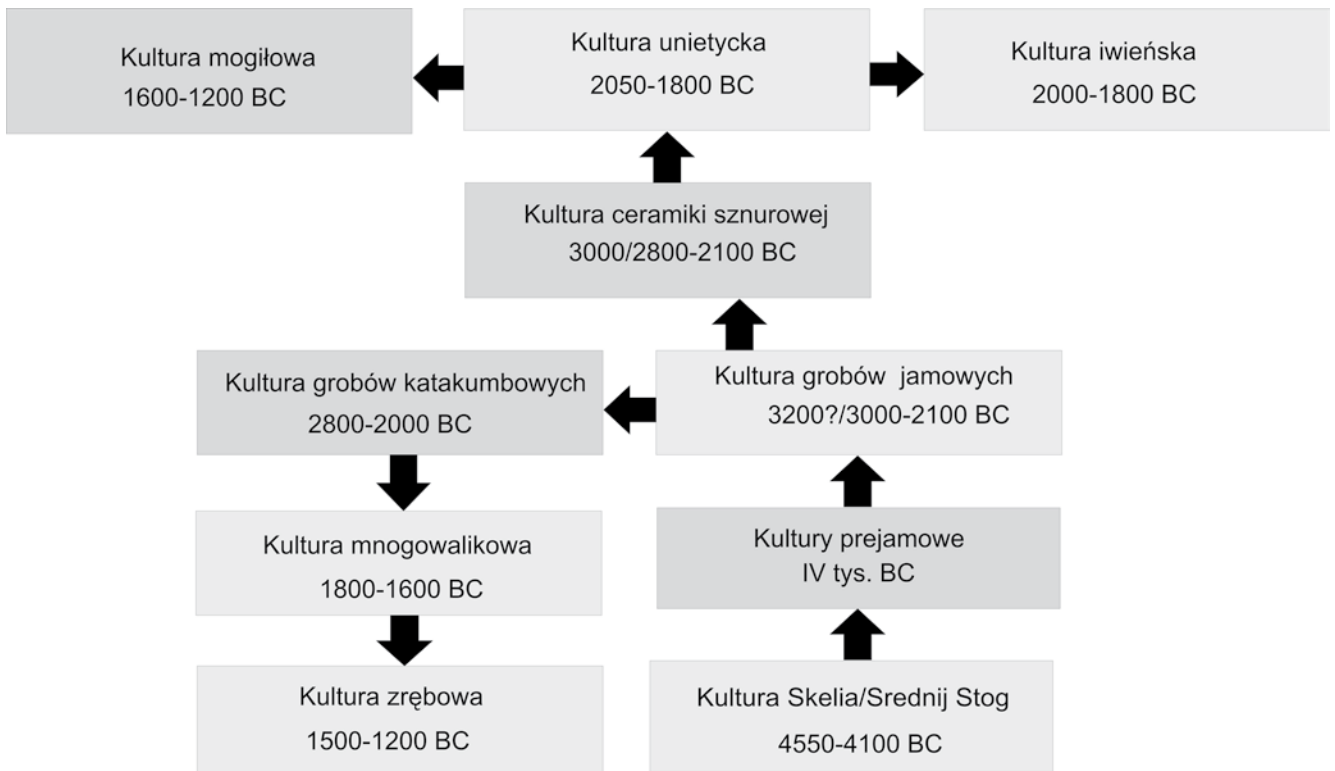 Kultura mogiłowa
1600-1200 BC
Kultura unietycka
2050-1800 BC
Kultura iwieńska
2000-1800 BC
Kultura ceramiki sznurowej
3000/2800-2100 BC
Kultura grobów katakumbowych
2800-2000 BC
Kultura grobów jamowych
3200?/3000-2100 BC
Kultura mnogowalikowa
1800-1600 BC
Kultury prejamowe
IV tys. BC
Kultura zrębowa
1500-1200 BC
Kultura Skelia/Srednij Stog
4550-4100 BC